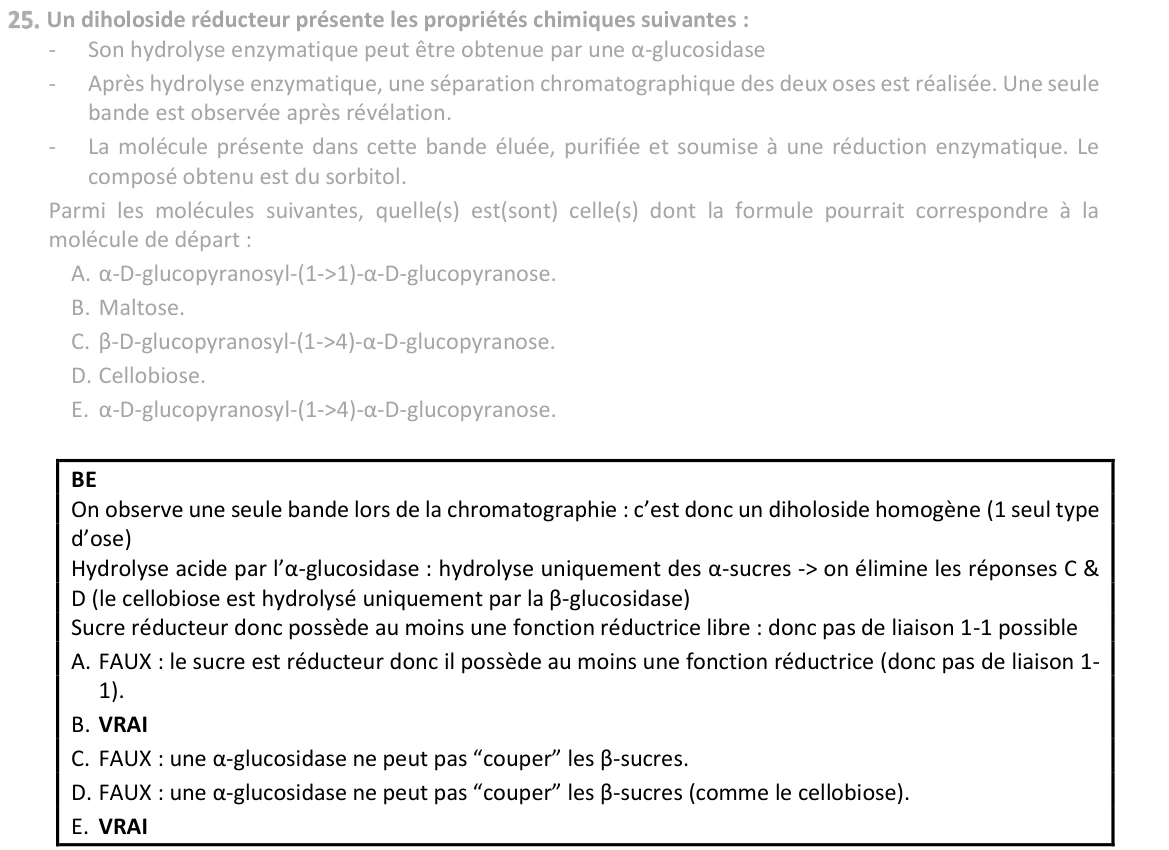 25. Un diholoside réducteur présente les propriétés chimiques suivantes :
- Son hydrolyse enzymatique peut être obtenue par une α-glucosidase
- Après hydrolyse enzymatique, une séparation chromatographique des deux oses est réalisée. Une seule
bande est observée après révélation.
- La molécule présente dans cette bande éluée, purifiée et soumise à une réduction enzymatique. Le
composé obtenu est du sorbitol.
Parmi les molécules suivantes, quelle(s) est(sont) celle(s) dont la formule pourrait correspondre à la
molécule de départ :
A. α-D-glucopyranosyl-(1->1)-α-D-glucopyranose.
B. Maltose.
C. β-D-glucopyranosyl-(1->4)-α-D-glucopyranose.
D. Cellobiose.
E. α-D-glucopyranosyl-(1->4)-α-D-glucopyranose.
BE
On observe une seule bande lors de la chromatographie : c’est donc un diholoside homogène (1 seul type
d’ose)
Hydrolyse acide par l’α-glucosidase : hydrolyse uniquement des α-sucres -> on élimine les réponses C &
D (le cellobiose est hydrolysé uniquement par la β-glucosidase)
Sucre réducteur donc possède au moins une fonction réductrice libre : donc pas de liaison 1-1 possible
A. FAUX : le sucre est réducteur donc il possède au moins une fonction réductrice (donc pas de liaison 1-
1).
B. VRAI
C. FAUX : une α-glucosidase ne peut pas “couper” les β-sucres.
D. FAUX : une α-glucosidase ne peut pas “couper” les β-sucres (comme le cellobiose).
E. VRAI